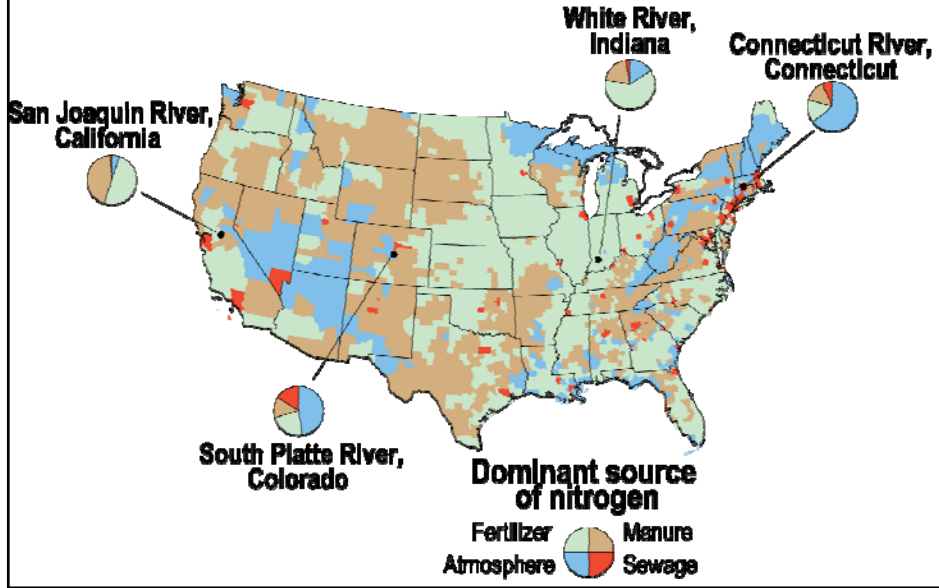 White River,
Indiana
Connecticut River,
Connecticut
San Joaquin River,
California
South Platte River,
Colorado
Dominant source
of nitrogen
Fertilizer Manure
Atmosphere Sewage